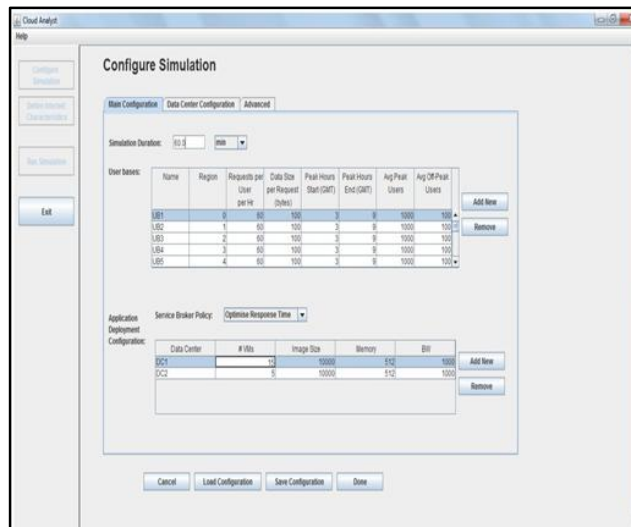 Cloud Analyst
Help
Configure Simulation
Configure
Simulation
Define Internet
Characteristics
Run Simulation
Exit
Main Configuration Data Center Configuration Advanced
Simulation Duration: 60.0 min
User bases:
Name Region Requests per User per Hr Data Size per Request (bytes) Peak Hours Start (GMT) Peak Hours End (GMT) Avg Peak Users Avg Off-Peak Users
UB1 0 60 100 3 9 1000 100
UB2 1 60 100 3 9 1000 100
UB3 2 60 100 3 9 1000 100
UB4 3 60 100 3 9 1000 100
UB5 4 60 100 3 9 1000 100
Add New
Remove
Application
Deployment
Configuration:
Service Broker Policy: Optimise Response Time
Data Center # VMs Image Size Memory BW
DC1 15 10000 512 1000
DC2 5 10000 512 1000
Add New
Remove
Cancel Load Configuration Save Configuration Done